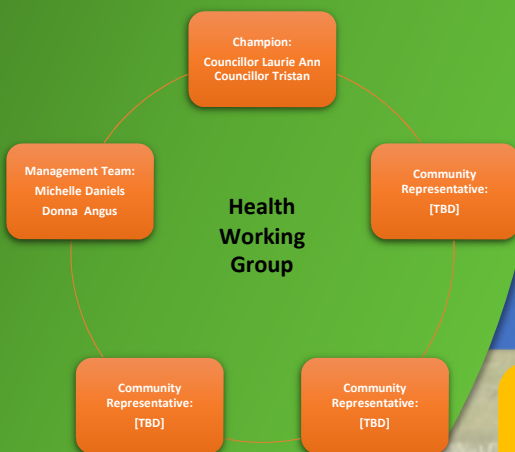 Champion:
Councillor Laurie Ann
Councillor Tristan
Management Team:
Michelle Daniels
Donna Angus
Community
Representative:
[TBD]
Health
Working
Group
Community
Representative:
[TBD]
Community
Representative:
[TBD]